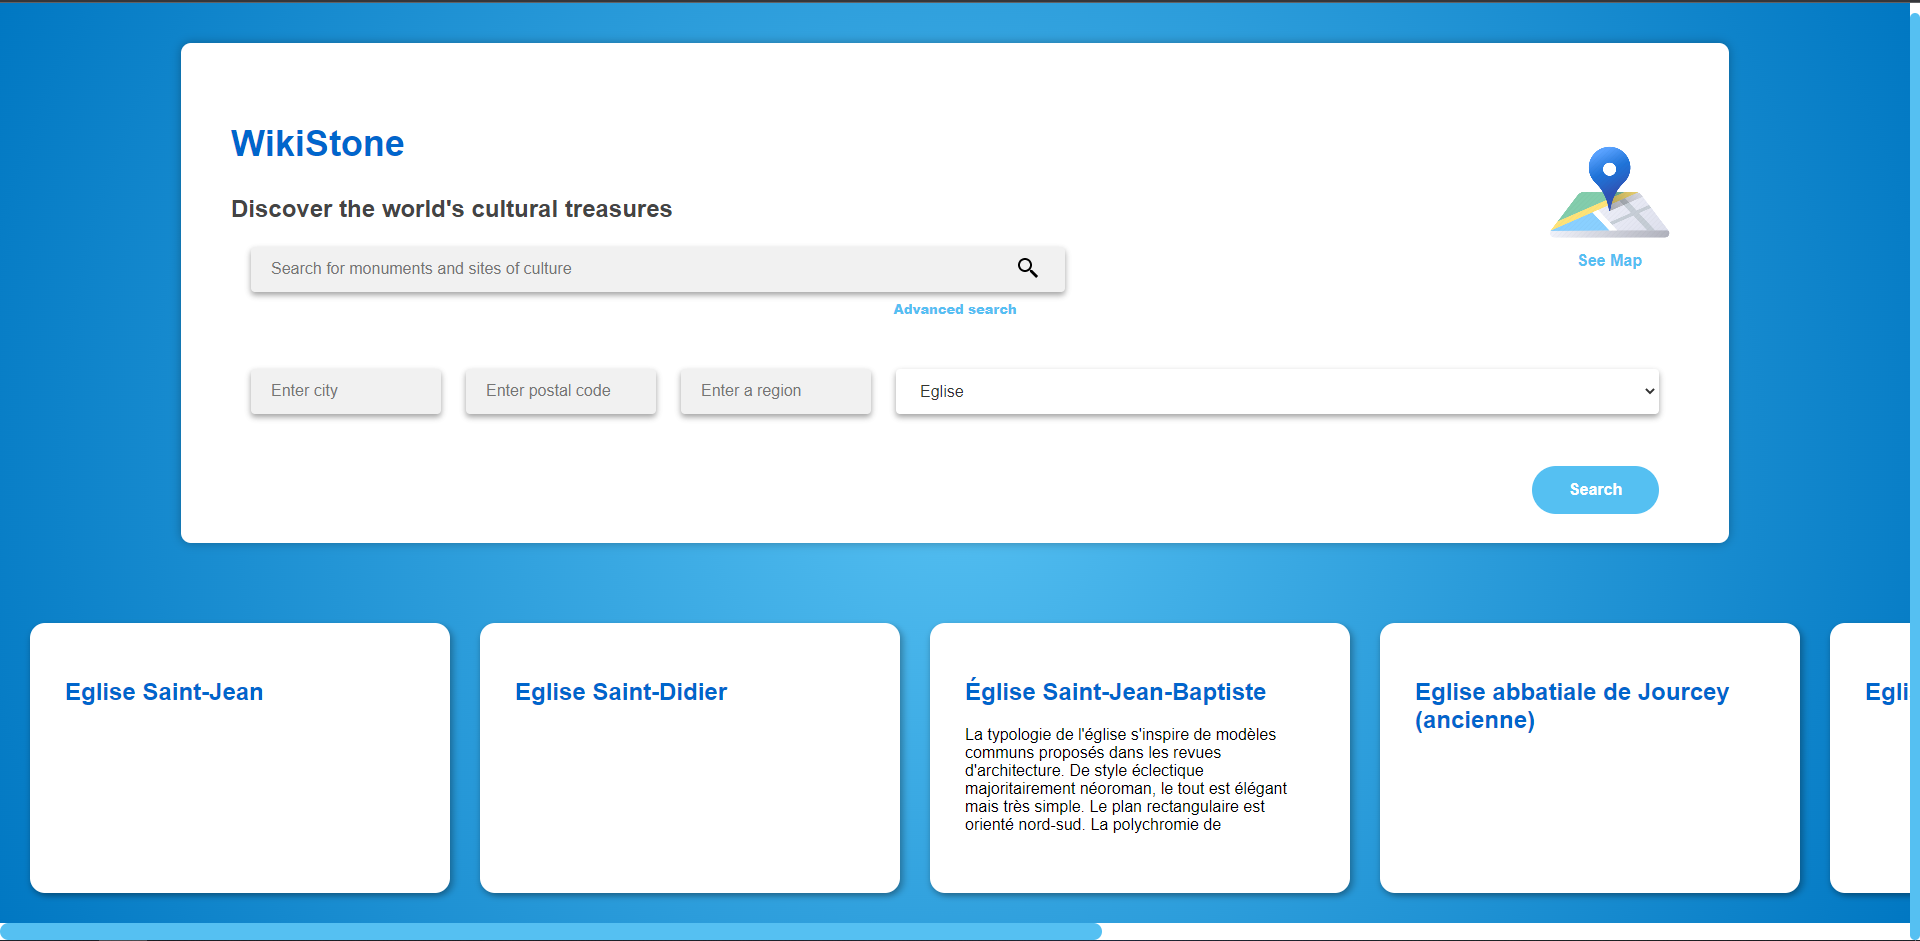 WikiStone
Discover the world's cultural treasures
Search for monuments and sites of culture
See Map
Advanced search
Enter city
Enter postal code
Enter a region
Eglise
Search
Eglise Saint-Jean
Eglise Saint-Didier
Église Saint-Jean-Baptiste
La typologie de l'église s'inspire de modèles
communs proposés dans les revues
d'architecture. De style éclectique
majoritairement néoroman, le tout est élégant
mais très simple. Le plan rectangulaire est
orienté nord-sud. La polychromie de
Eglise abbatiale de Jourcey
(ancienne)
Egli